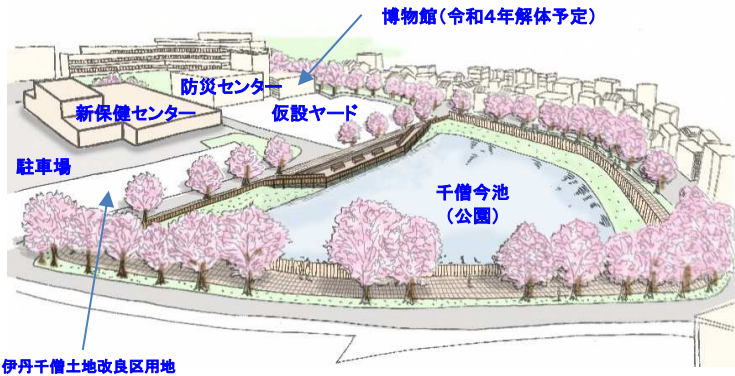 博物館(令和4年解体予定)
防災センター
新保健センター
仮設ヤード
駐車場
千僧今池
(公園)
伊丹千僧土地改良区用地